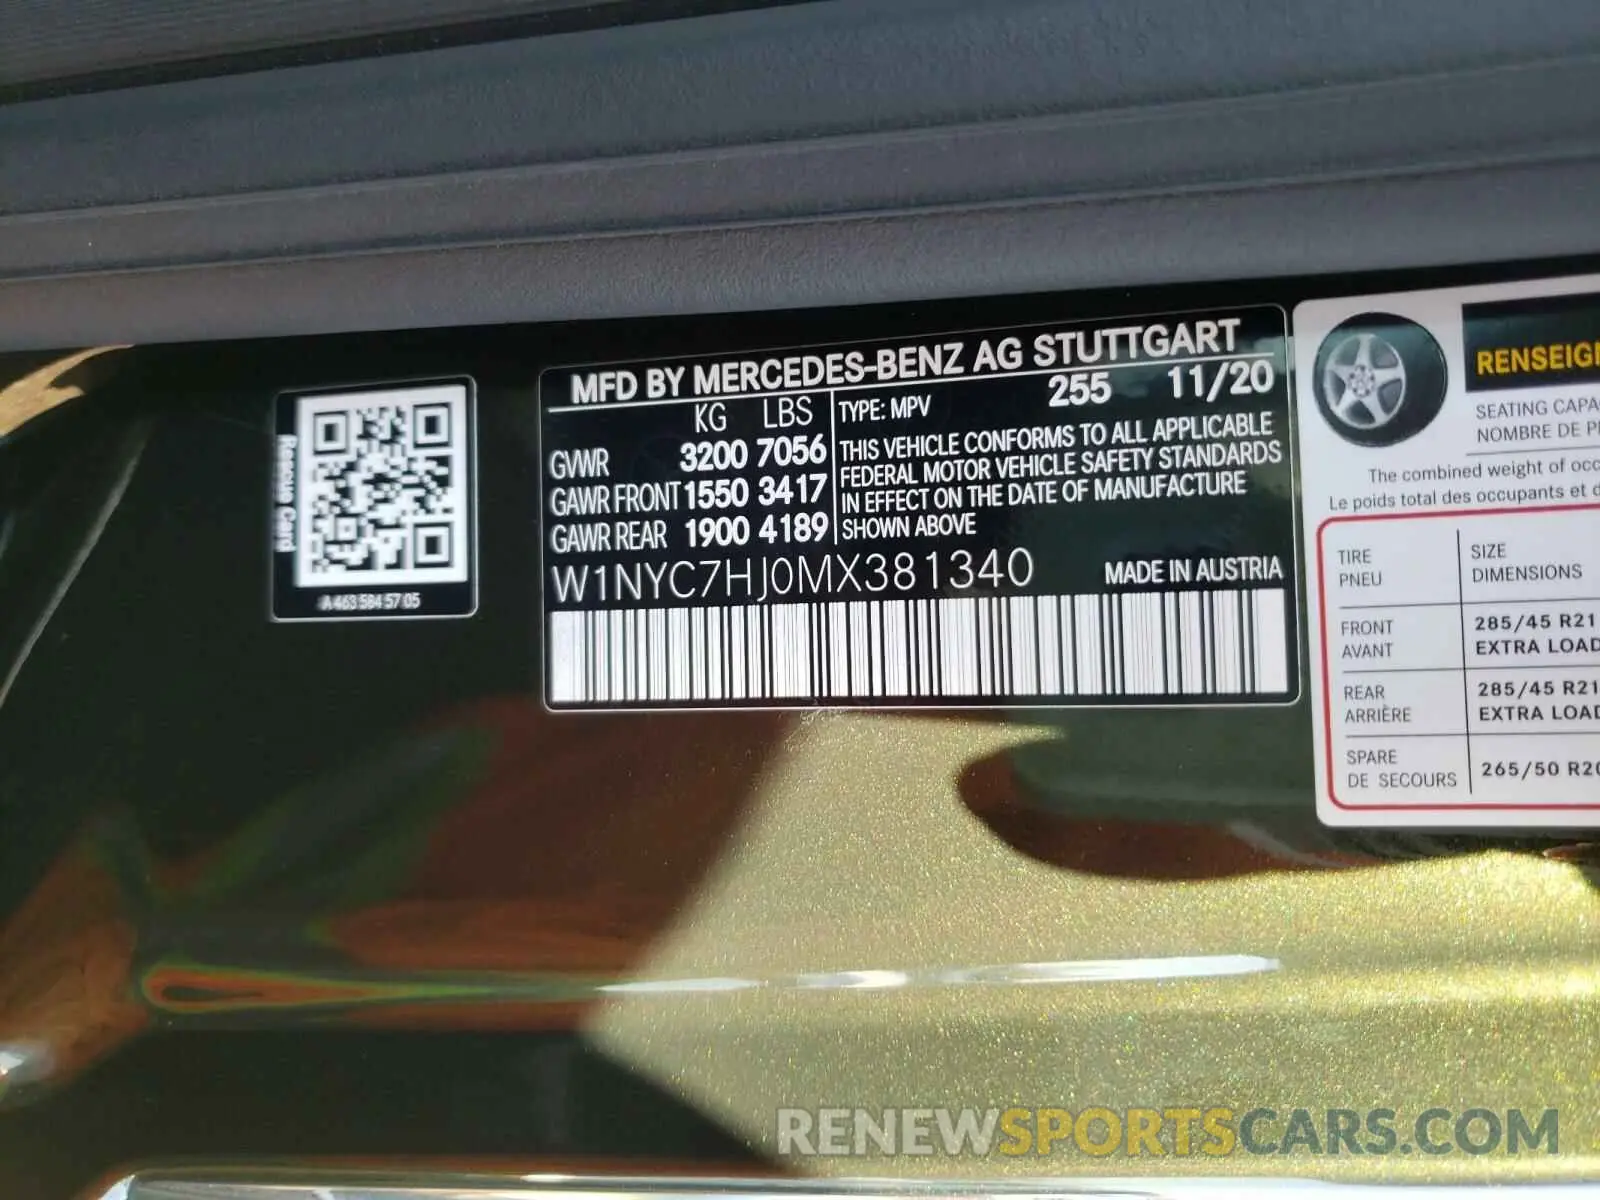 Rescue Card
A 463 584 57 05
MFD BY MERCEDES-BENZ AG STUTTGART
255 11/20
KG LBS
GVWR 3200 7056
GAWR FRONT 1550 3417
GAWR REAR 1900 4189
TYPE: MPV
THIS VEHICLE CONFORMS TO ALL APPLICABLE
FEDERAL MOTOR VEHICLE SAFETY STANDARDS
IN EFFECT ON THE DATE OF MANUFACTURE
SHOWN ABOVE
W1NYC7HJ0MX381340
MADE IN AUSTRIA
RENSEIGN
SEATING CAPA
NOMBRE DE P
The combined weight of occ
Le poids total des occupants et d
TIRE
PNEU
SIZE
DIMENSIONS
FRONT
AVANT
285/45 R21
EXTRA LOAD
REAR
ARRIÈRE
285/45 R21
EXTRA LOAD
SPARE
DE SECOURS
265/50 R20
RENEWSPORTSCARS.COM